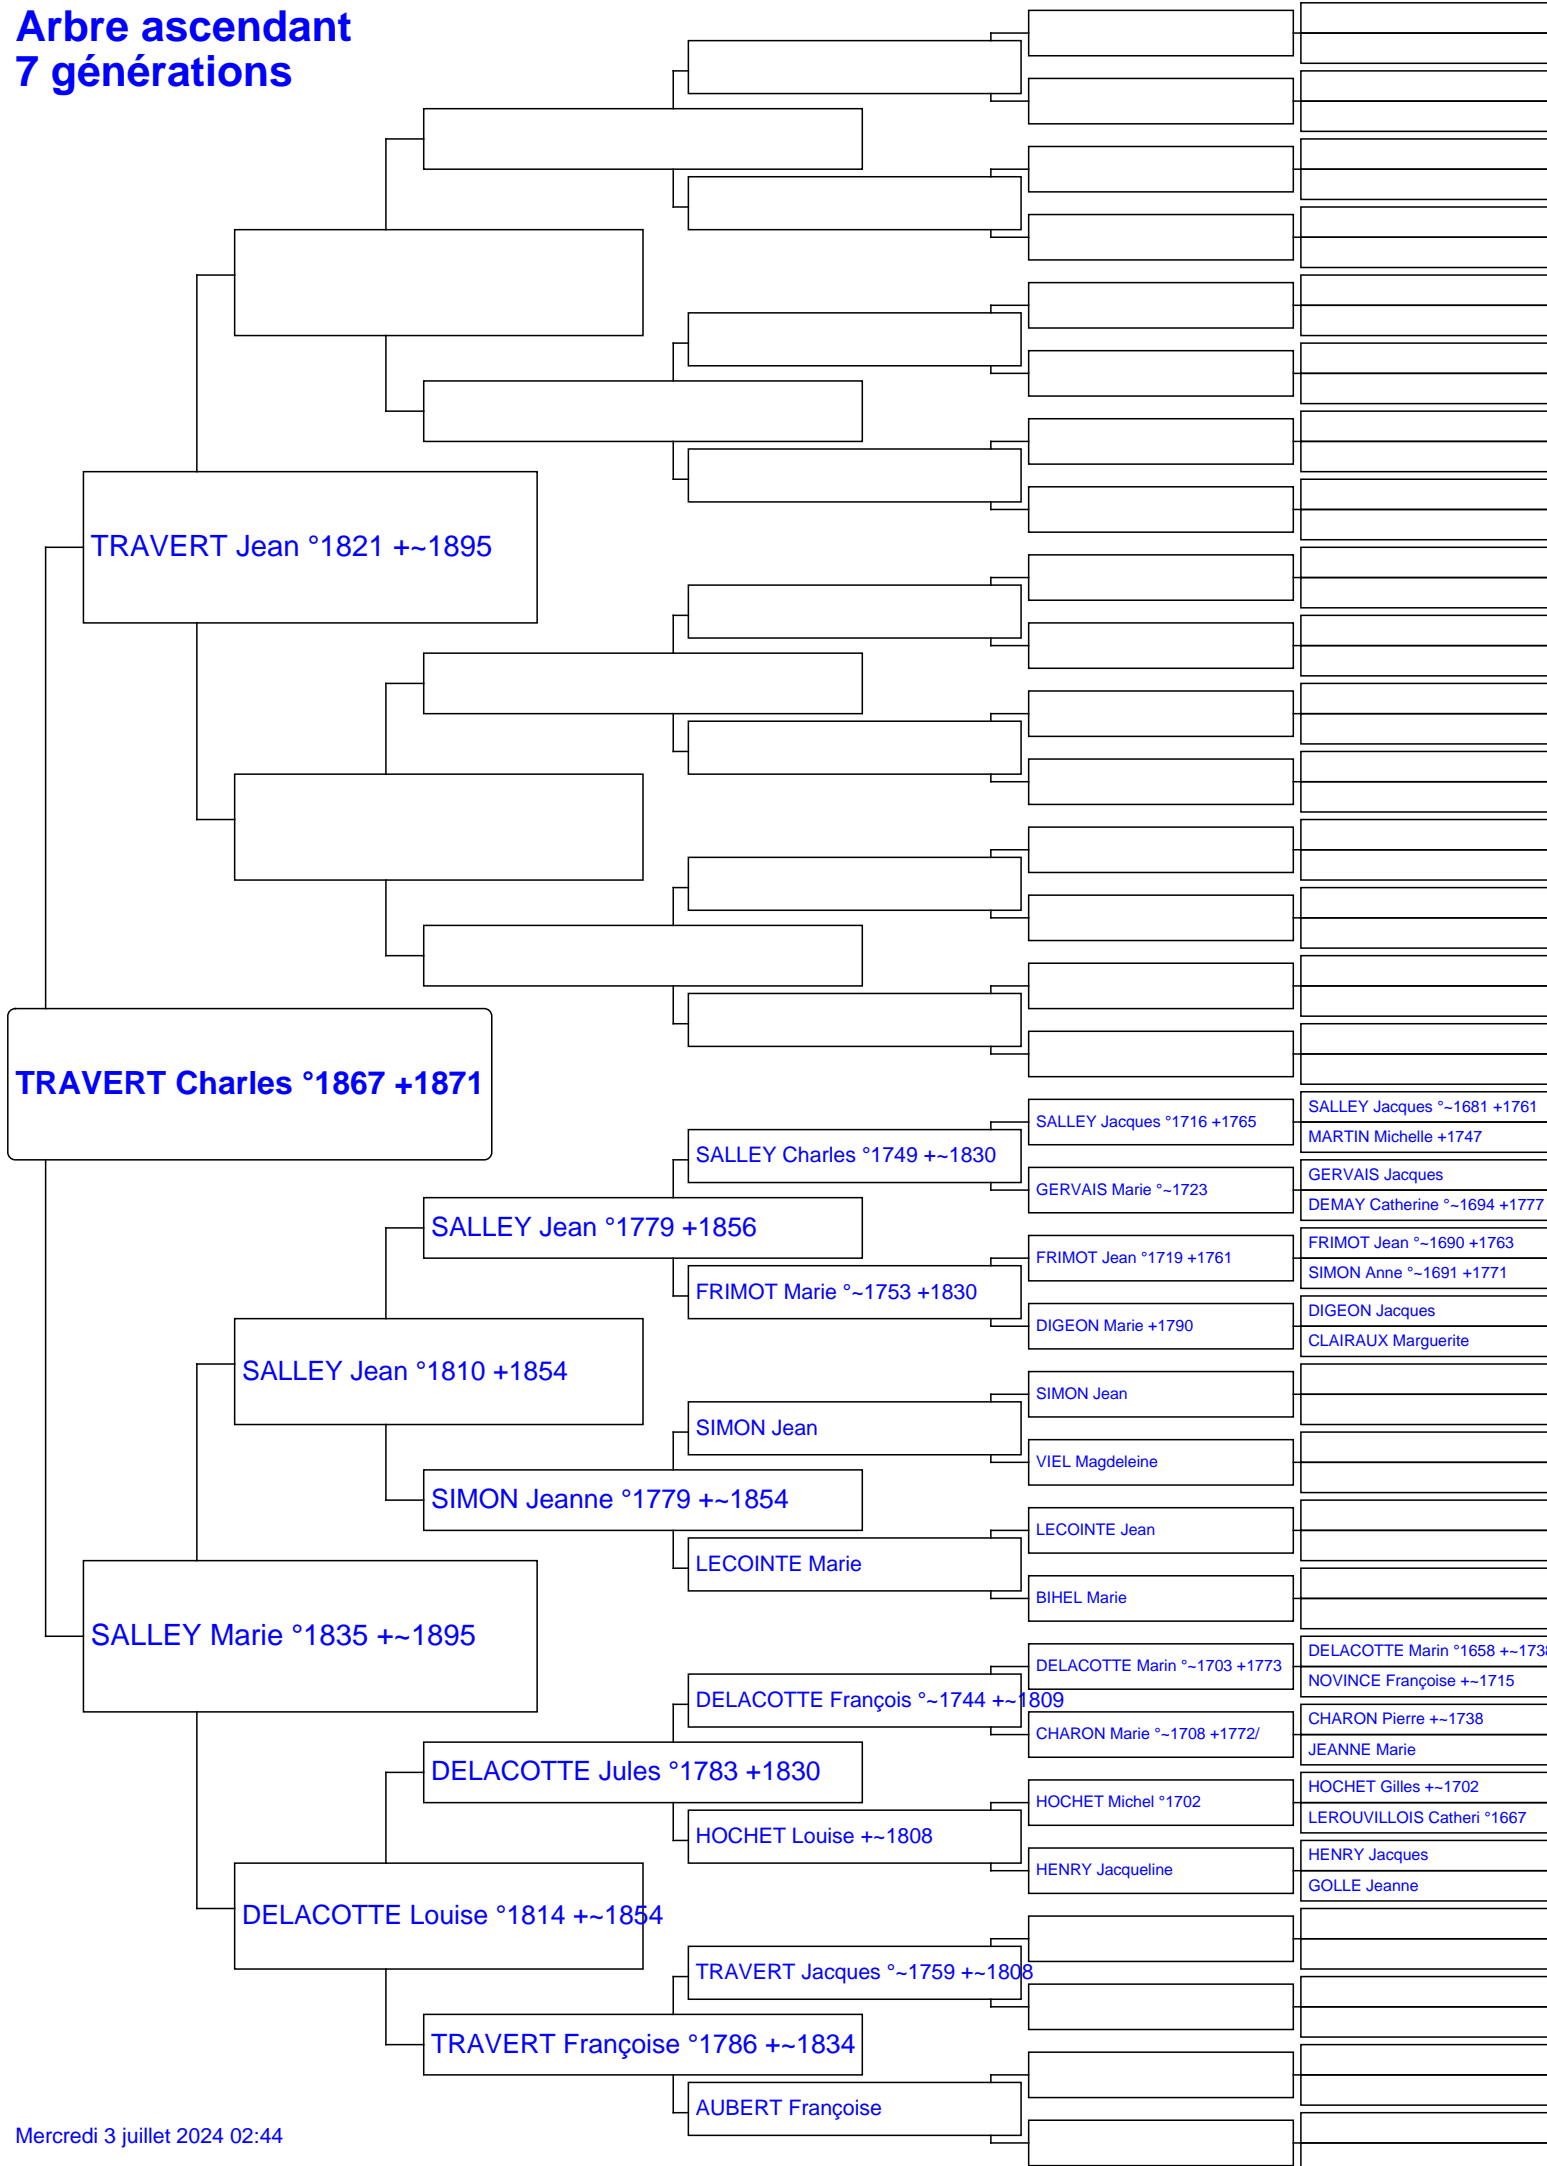 Arbre ascendant
7 générations
TRAVERT Jean °1821 +~1895
TRAVERT Charles °1867 +1871
SALLEY Jacques °1716 +1765
SALLEY Jacques °~1681 +1761
MARTIN Michelle +1747
SALLEY Charles °1749 +~1830
GERVAIS Marie °~1723
GERVAIS Jacques
DEMAY Catherine °~1694 +1777
SALLEY Jean °1779 +1856
FRIMOT Jean °1719 +1761
FRIMOT Jean °~1690 +1763
SIMON Anne °~1691 +1771
FRIMOT Marie °~1753 +1830
DIGEON Marie +1790
DIGEON Jacques
CLAIRAUX Marguerite
SALLEY Jean °1810 +1854
SIMON Jean
SIMON Jean
VIEL Magdeleine
SIMON Jeanne °1779 +~1854
LECOINTE Jean
LECOINTE Marie
BIHEL Marie
SALLEY Marie °1835 +~1895
DELACOTTE Marin °~1703 +1773
DELACOTTE Marin °1658 +~1738
NOVINCE Françoise +~1715
DELACOTTE François °~1744 +~1809
CHARON Marie °~1708 +1772/
CHARON Pierre +~1738
JEANNE Marie
DELACOTTE Jules °1783 +1830
HOCHET Michel °1702
HOCHET Gilles +~1702
LEROUVILLOIS Catheri °1667
HOCHET Louise +~1808
HENRY Jacqueline
HENRY Jacques
GOLLE Jeanne
DELACOTTE Louise °1814 +~1854
TRAVERT Jacques °~1759 +~1808
TRAVERT Françoise °1786 +~1834
AUBERT Françoise
Mercredi 3 juillet 2024 02:44